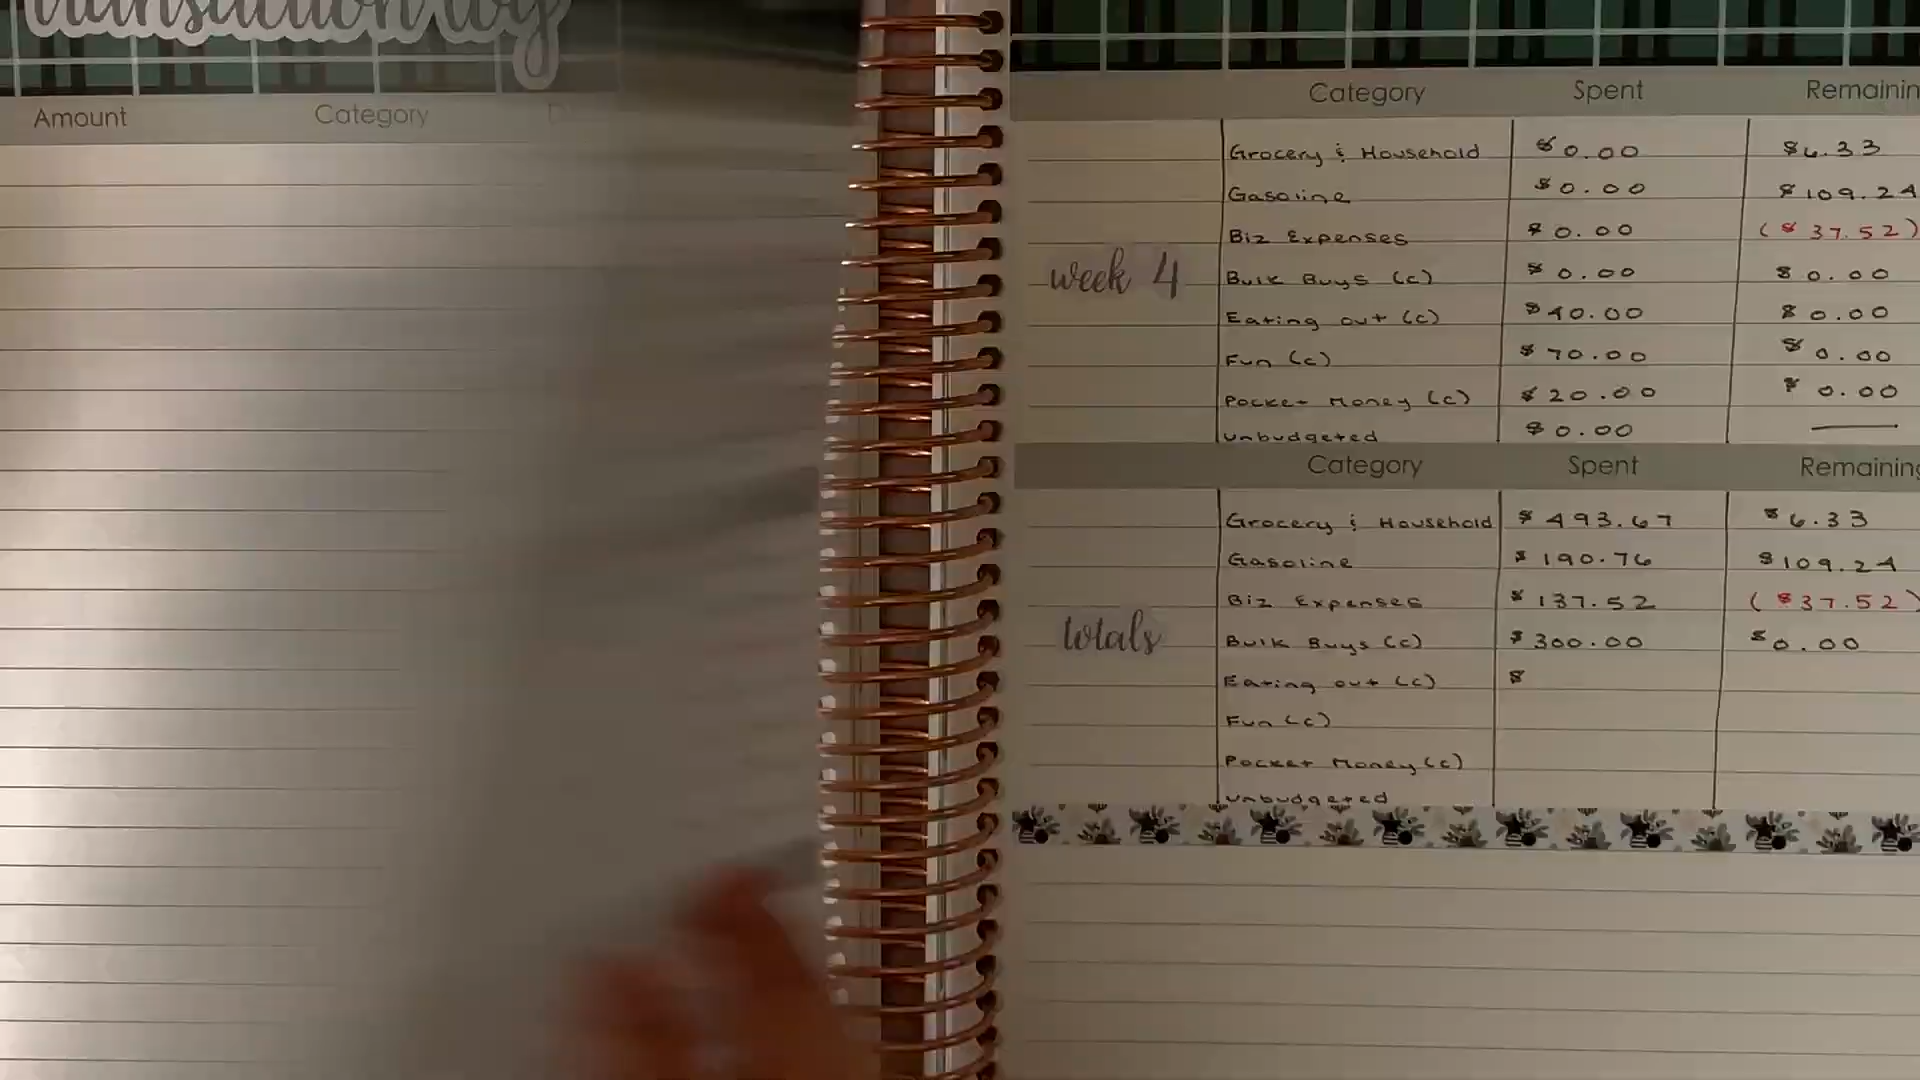 transaction log
Amount Category
Category Spent Remainin
Grocery & Household $0.00 $6.33
Gasoline $0.00 $109.24
Biz Expenses $0.00 ($37.52)
week 4
Bulk Buys (c) $0.00 $0.00
Eating out (c) $40.00 $0.00
Fun (c) $70.00 $0.00
Pocket Money (c) $20.00 $0.00
unbudgeted $0.00
Category Spent Remaining
Grocery & Household $493.67 $6.33
Gasoline $190.76 $109.24
Biz Expenses $137.52 ($37.52)
totals
Bulk Buys (c) $300.00 $0.00
Eating out (c) $
Fun (c)
Pocket Money (c)
unbudgeted